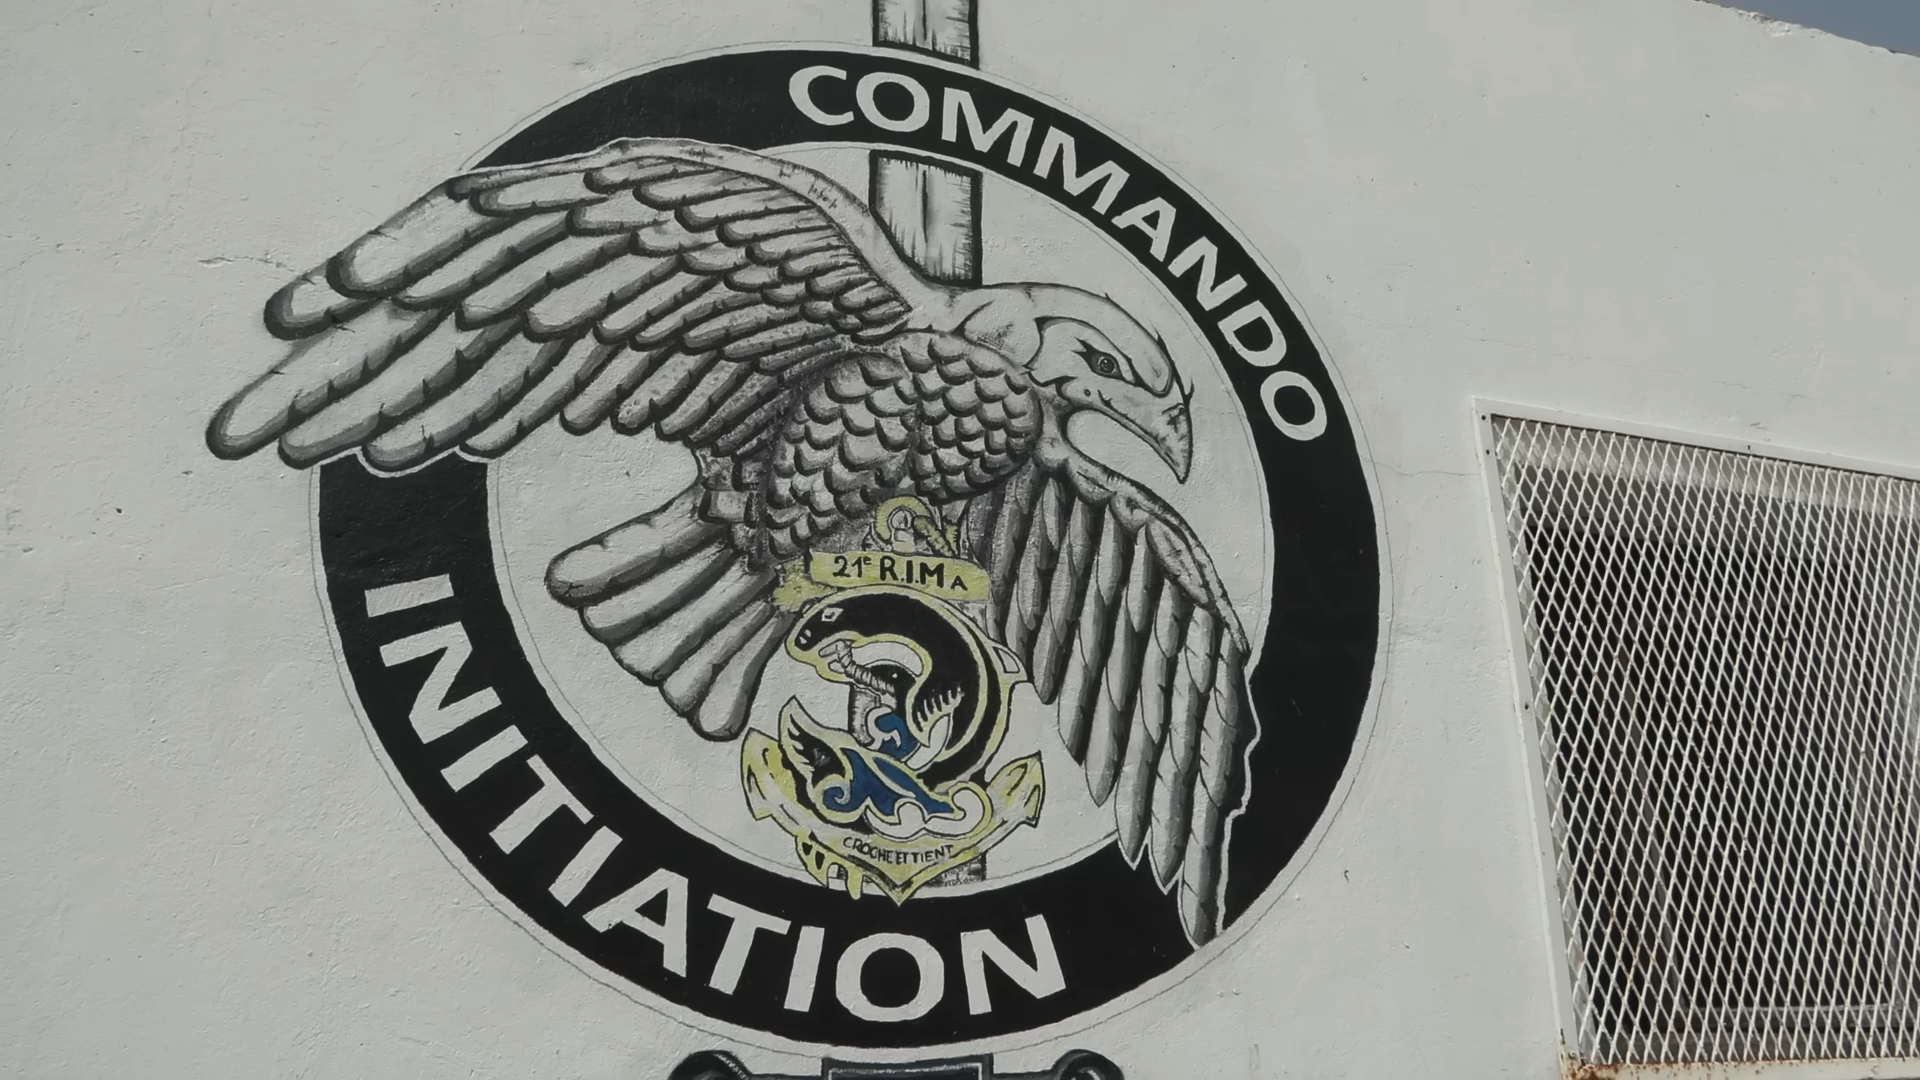 COMMANDO
INITIATION
21e R.I.MA
CROCHE ET TIENT